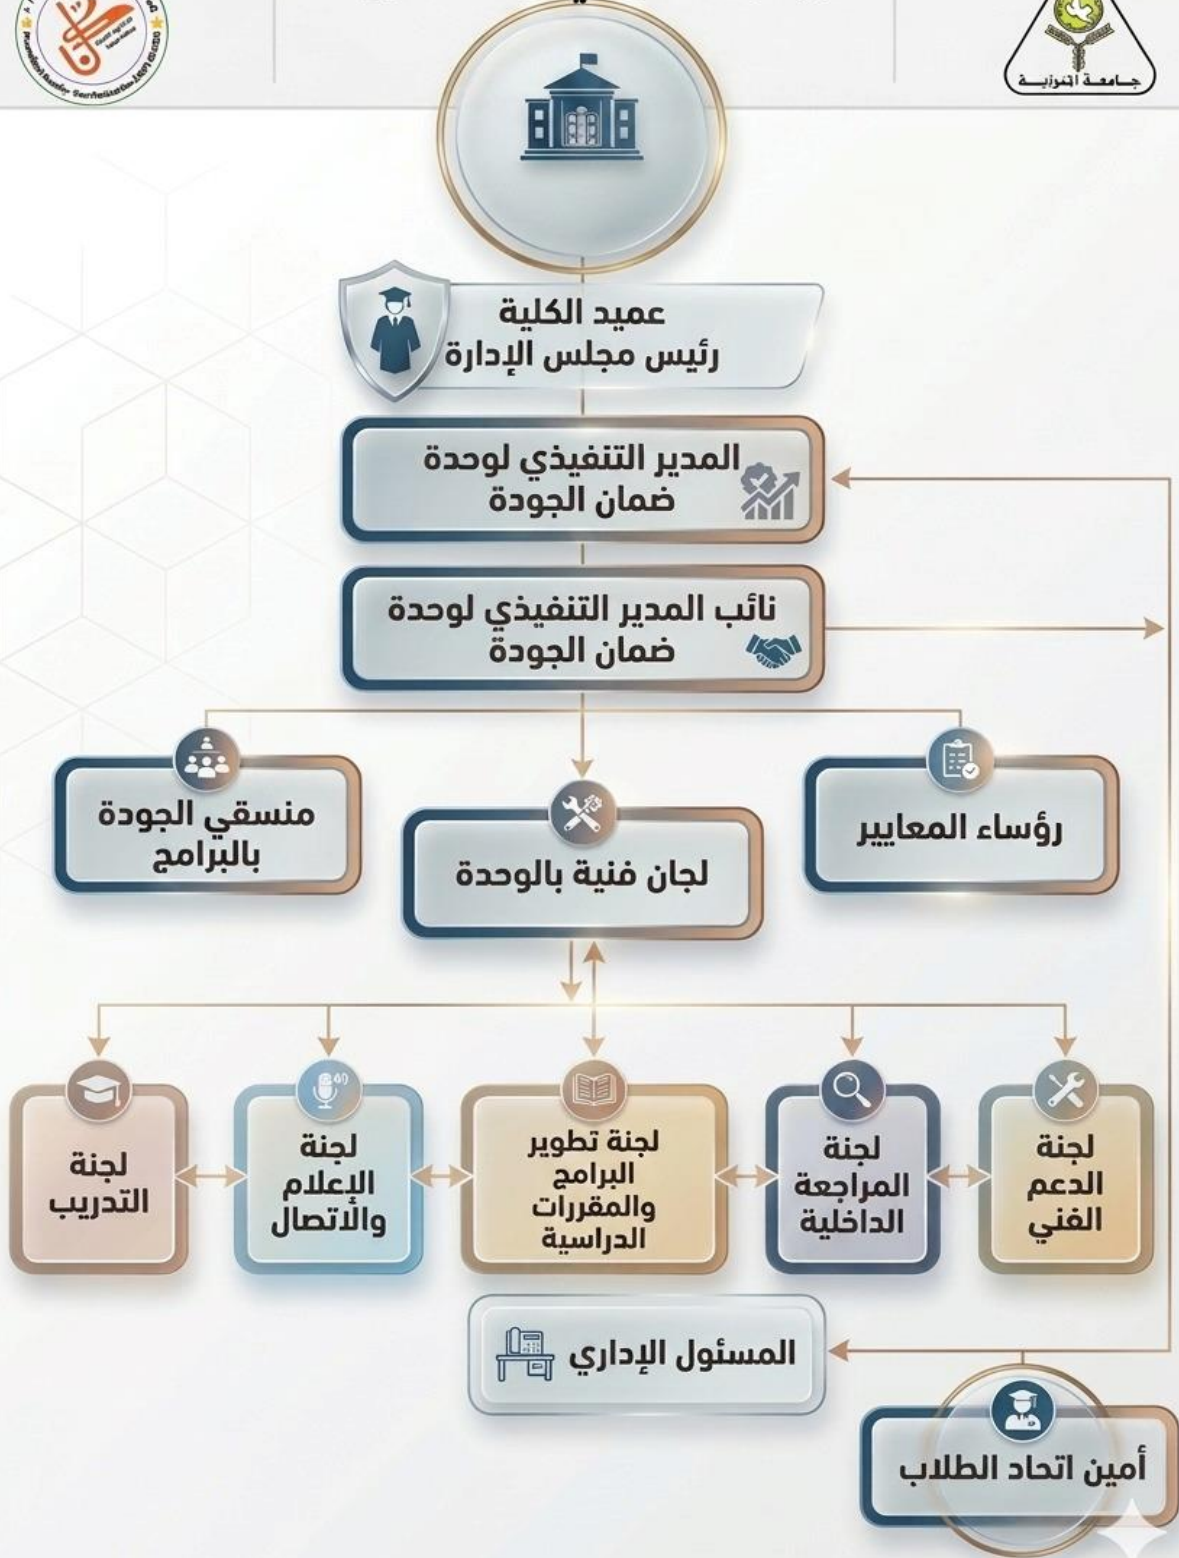 جامعة المنوفية
عميد الكلية
رئيس مجلس الإدارة
المدير التنفيذي لوحدة
ضمان الجودة
نائب المدير التنفيذي لوحدة
ضمان الجودة
رؤساء المعايير
لجان فنية بالوحدة
منسقي الجودة
بالبرامج
لجنة
الدعم
الفني
لجنة
المراجعة
الداخلية
لجنة تطوير
البرامج
والمقررات
الدراسية
لجنة
الإعلام
والاتصال
لجنة
التدريب
المسئول الإداري
أمين اتحاد الطلاب